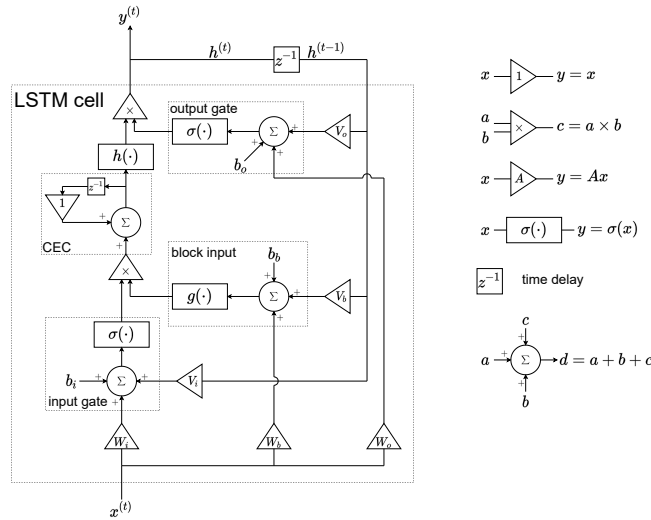 y^{(t)}
h^{(t)} z^{-1} h^{(t-1)}
LSTM cell
× output gate
σ(·) Σ V_o
+ + + +
b_o
h(·)
z^{-1}
1
+ Σ
+
CEC
block input
b_b
+
× g(·) Σ + V_b
+
σ(·)
b_i + Σ + V_i
+
input gate
W_i W_b W_o
x^{(t)}
x 1 y = x
a
b × c = a × b
x A y = Ax
x σ(·) y = σ(x)
z^{-1} time delay
c
+
a + Σ d = a + b + c
+
b